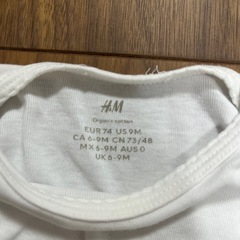 H&M
Organic cotton
EUR 74 US 9M
CA 6-9M CN 73/48
MX 6-9M AUS 0
UK 6-9M